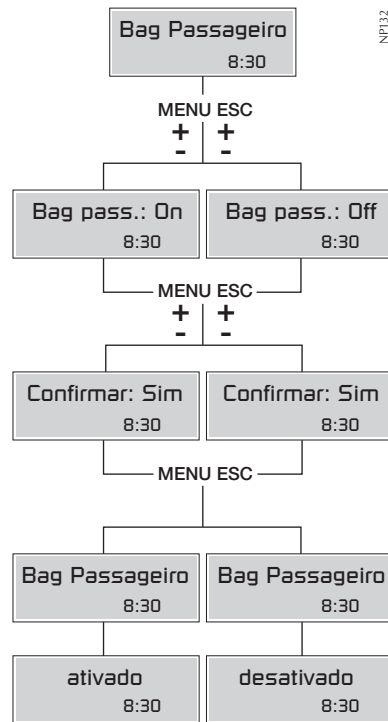 NP132
Bag Passageiro
8:30
MENU ESC
+ +
- -
Bag pass.: On
8:30
Bag pass.: Off
8:30
MENU ESC
+ +
- -
Confirmar: Sim
8:30
Confirmar: Sim
8:30
MENU ESC
Bag Passageiro
8:30
Bag Passageiro
8:30
ativado
8:30
desativado
8:30